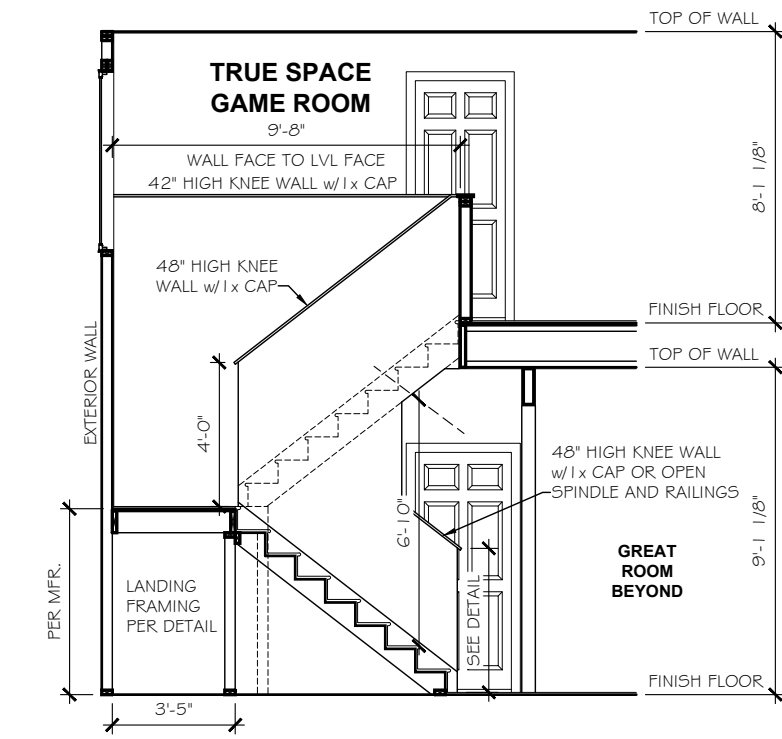 TOP OF WALL
TRUE SPACE
GAME ROOM
9'-8"
WALL FACE TO LVL FACE
42" HIGH KNEE WALL w/1x CAP
8'-1 1/8"
48" HIGH KNEE
WALL w/1x CAP
FINISH FLOOR
TOP OF WALL
EXTERIOR WALL
4'-0"
48" HIGH KNEE WALL
w/1x CAP OR OPEN
SPINDLE AND RAILINGS
6'-10"
9'-1 1/8"
GREAT
ROOM
BEYOND
PER MFR.
LANDING
FRAMING
PER DETAIL
SEE DETAIL
FINISH FLOOR
3'-5"